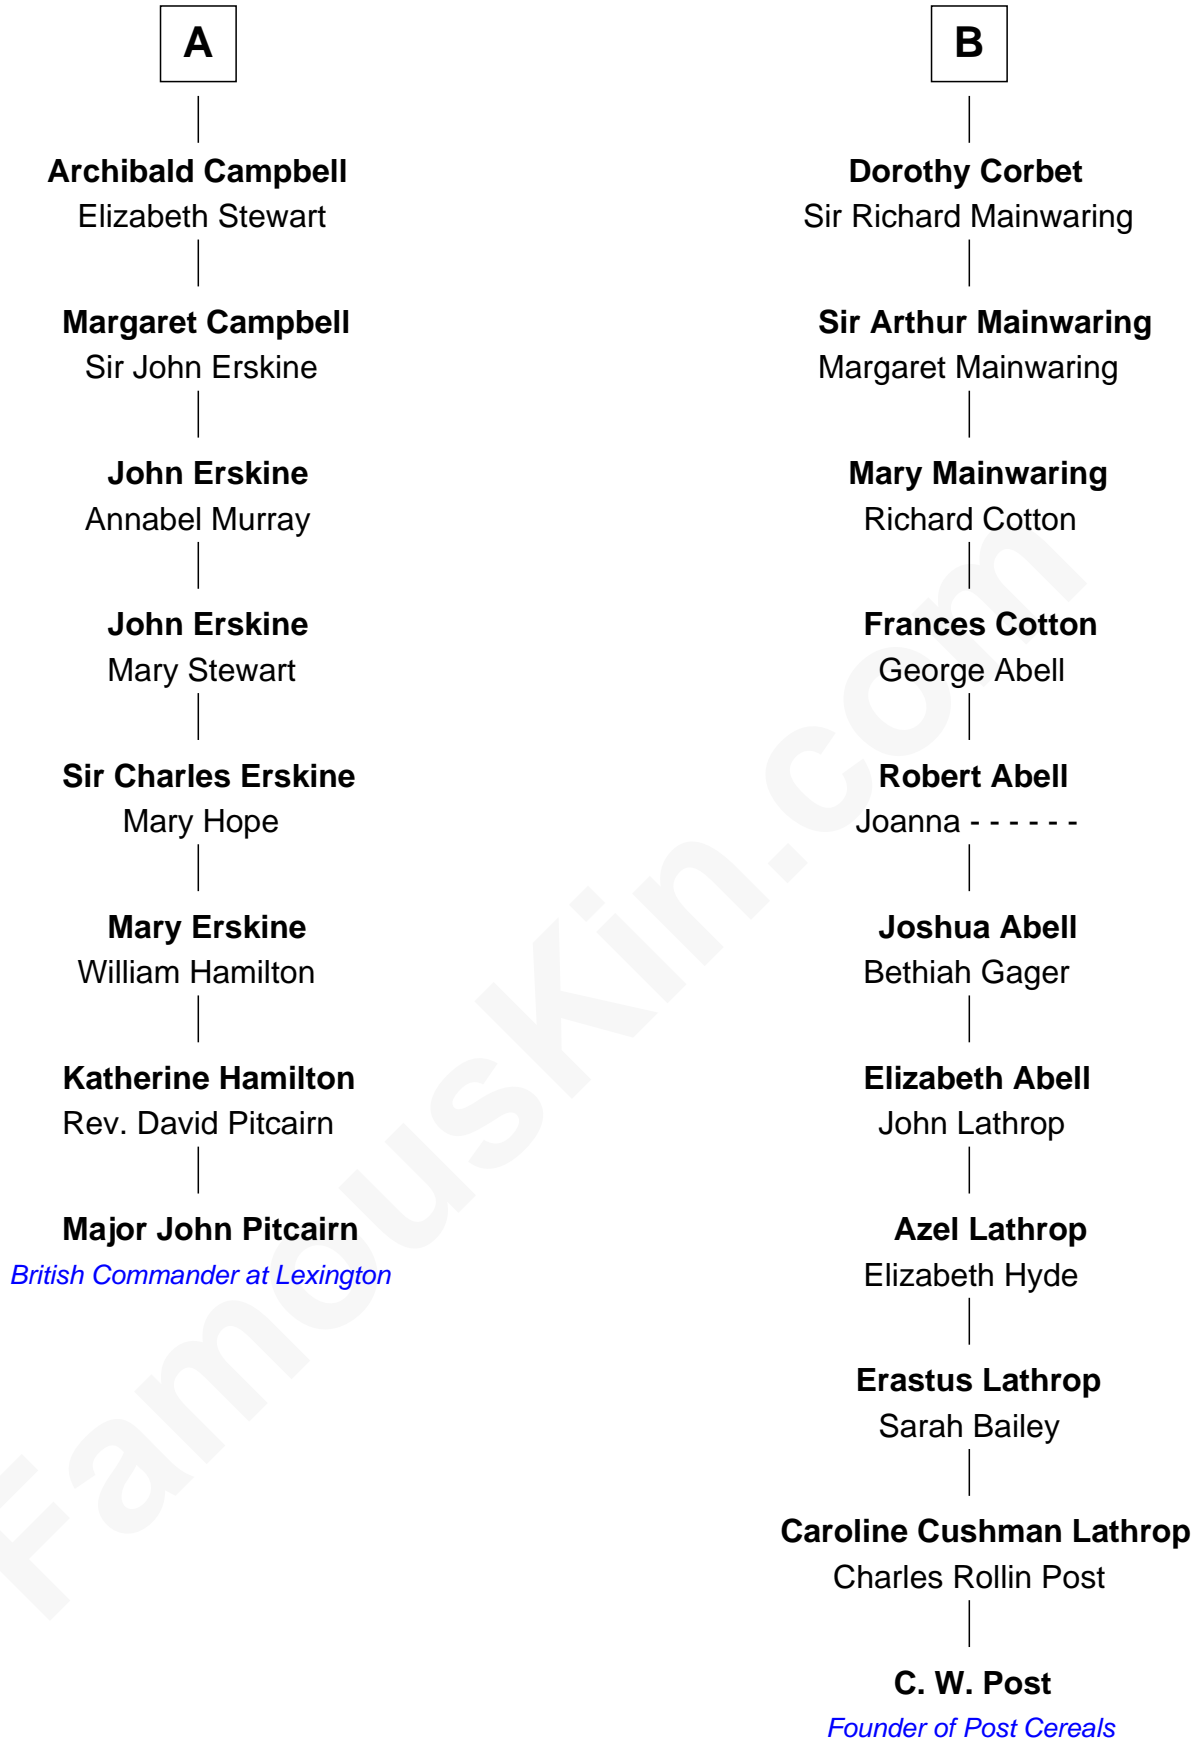 A
Archibald Campbell
Elizabeth Stewart
Margaret Campbell
Sir John Erskine
John Erskine
Annabel Murray
John Erskine
Mary Stewart
Sir Charles Erskine
Mary Hope
Mary Erskine
William Hamilton
Katherine Hamilton
Rev. David Pitcairn
Major John Pitcairn
British Commander at Lexington
B
Dorothy Corbet
Sir Richard Mainwaring
Sir Arthur Mainwaring
Margaret Mainwaring
Mary Mainwaring
Richard Cotton
Frances Cotton
George Abell
Robert Abell
Joanna - - - - - -
Joshua Abell
Bethiah Gager
Elizabeth Abell
John Lathrop
Azel Lathrop
Elizabeth Hyde
Erastus Lathrop
Sarah Bailey
Caroline Cushman Lathrop
Charles Rollin Post
C. W. Post
Founder of Post Cereals
FamousKin.com